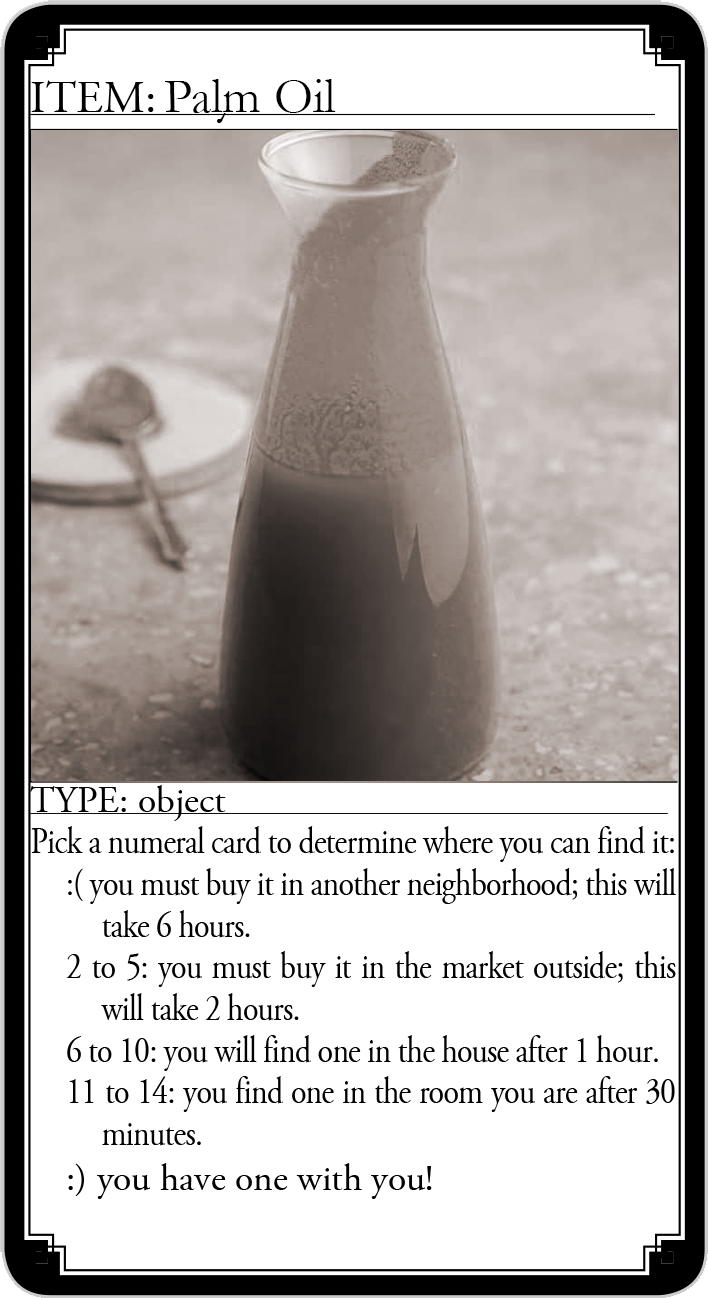 ITEM: Palm Oil
TYPE: object
Pick a numeral card to determine where you can find it:
:( you must buy it in another neighborhood; this will
take 6 hours.
2 to 5: you must buy it in the market outside; this
will take 2 hours.
6 to 10: you will find one in the house after 1 hour.
11 to 14: you find one in the room you are after 30
minutes.
:) you have one with you!